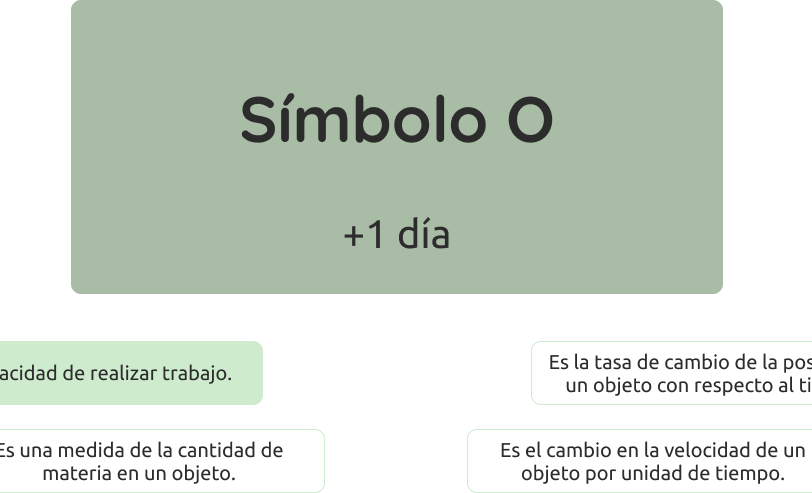 Símbolo O
+1 día
acidad de realizar trabajo.
Es la tasa de cambio de la pos
un objeto con respecto al ti
Es una medida de la cantidad de
materia en un objeto.
Es el cambio en la velocidad de un
objeto por unidad de tiempo.